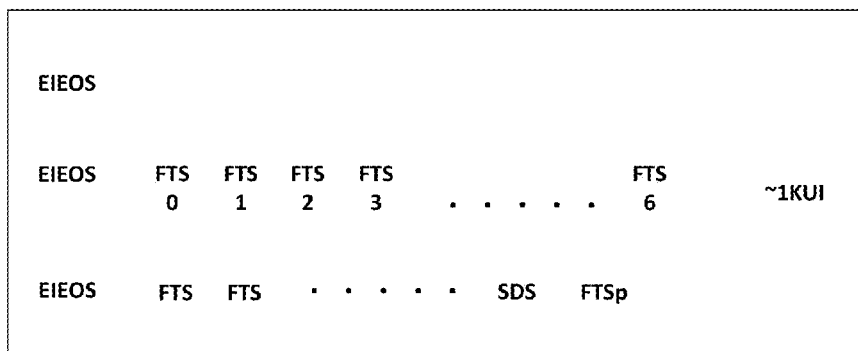 EIEOS
EIEOS FTS FTS FTS FTS FTS
0 1 2 3 . . . . . 6 ~1KUI
EIEOS FTS FTS . . . . . SDS FTSp